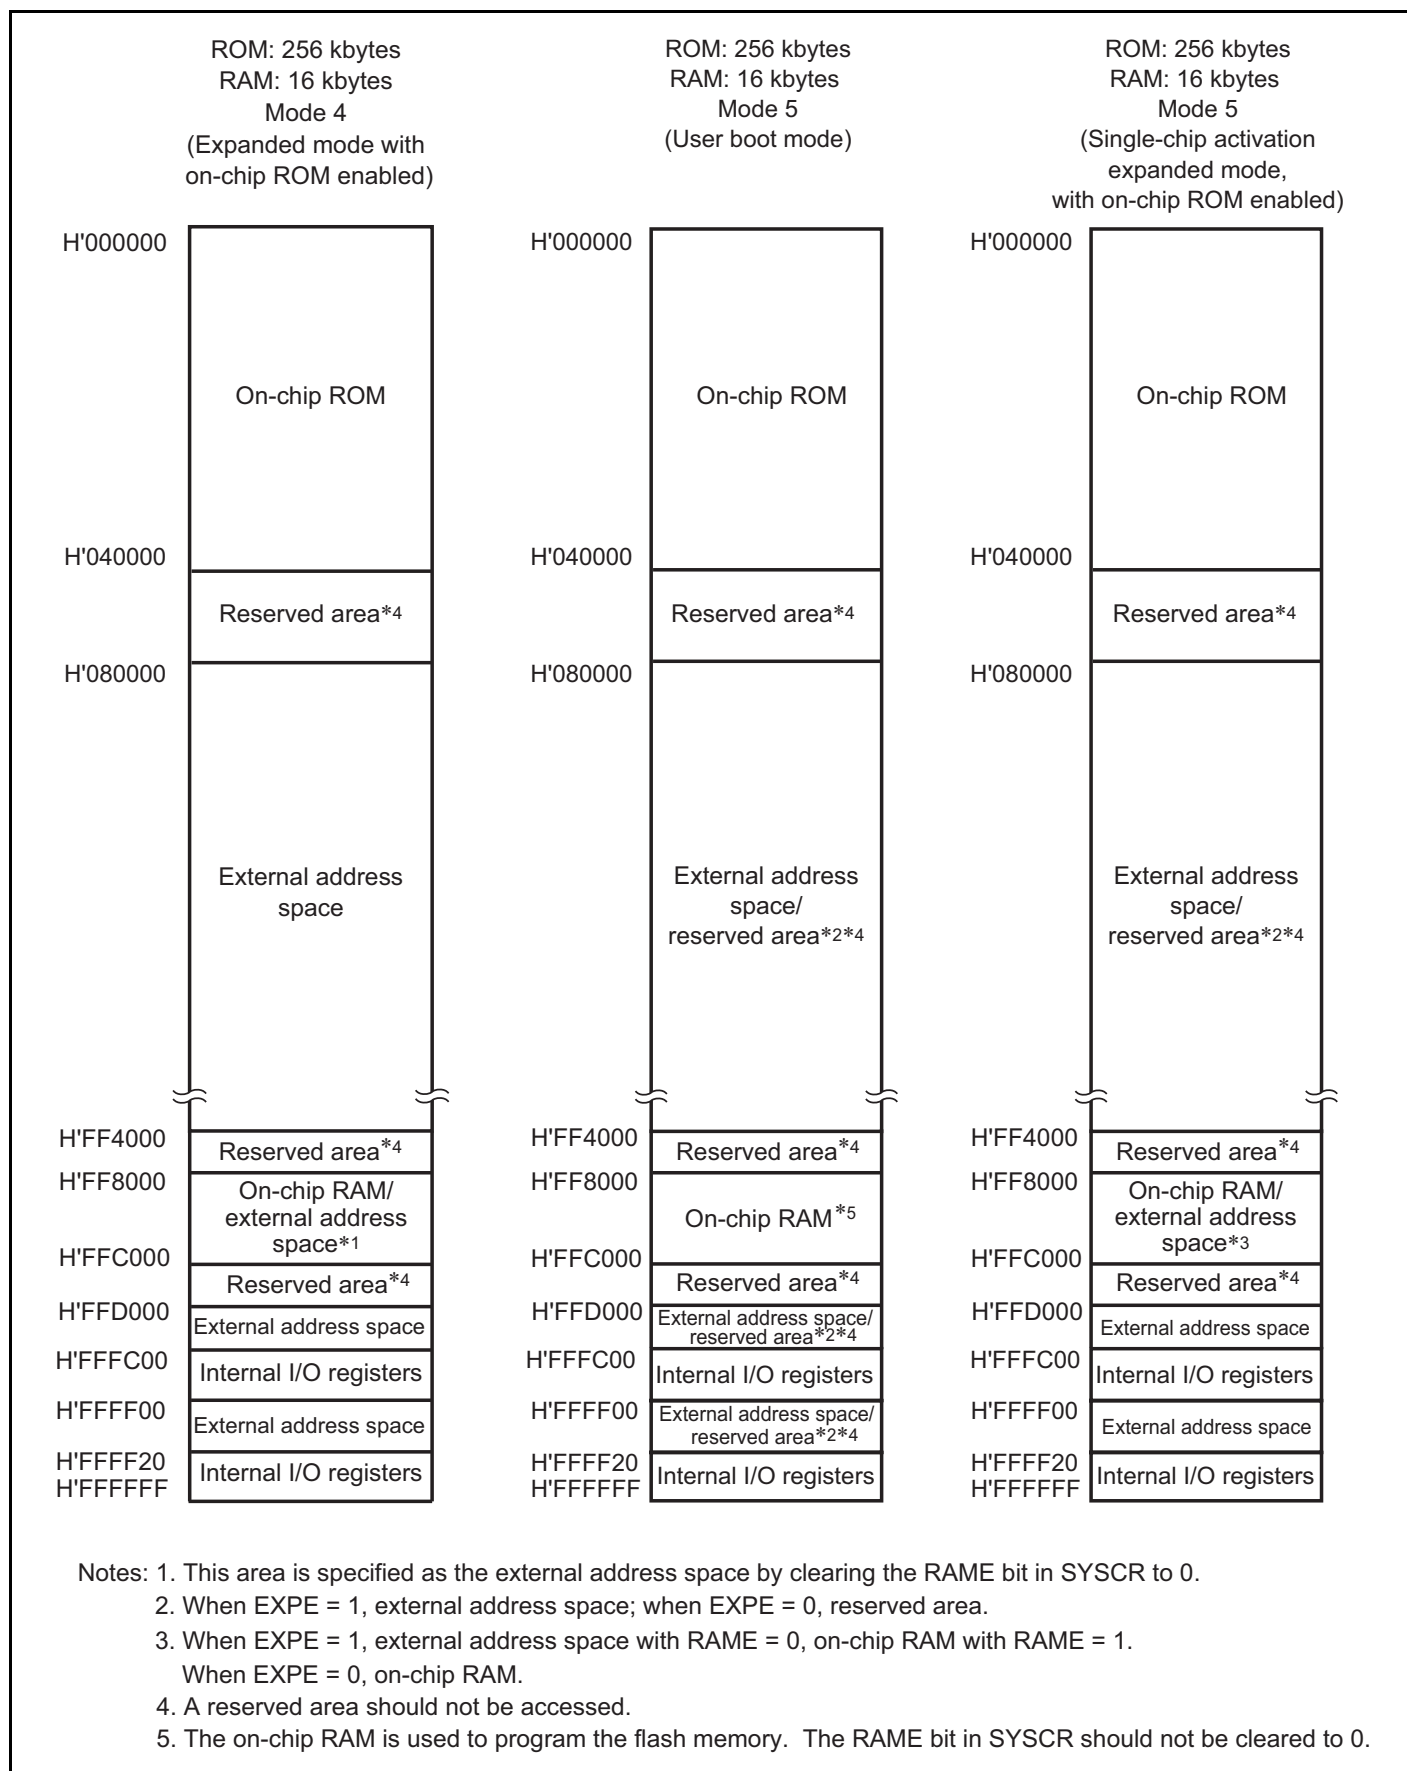 ROM: 256 kbytes
RAM: 16 kbytes
Mode 4
(Expanded mode with
on-chip ROM enabled)
H'000000
On-chip ROM
H'040000
Reserved area*4
H'080000
External address
space
H'FF4000
Reserved area*4
H'FF8000
On-chip RAM/
external address
space*1
H'FFC000
Reserved area*4
H'FFD000
External address space
H'FFFC00
Internal I/O registers
H'FFFF00
External address space
H'FFFF20
Internal I/O registers
H'FFFFFF
ROM: 256 kbytes
RAM: 16 kbytes
Mode 5
(User boot mode)
H'000000
On-chip ROM
H'040000
Reserved area*4
H'080000
External address
space/
reserved area*2*4
H'FF4000
Reserved area*4
H'FF8000
On-chip RAM*5
H'FFC000
Reserved area*4
H'FFD000
External address space/
reserved area*2*4
H'FFFC00
Internal I/O registers
H'FFFF00
External address space/
reserved area*2*4
H'FFFF20
Internal I/O registers
H'FFFFFF
ROM: 256 kbytes
RAM: 16 kbytes
Mode 5
(Single-chip activation
expanded mode,
with on-chip ROM enabled)
H'000000
On-chip ROM
H'040000
Reserved area*4
H'080000
External address
space/
reserved area*2*4
H'FF4000
Reserved area*4
H'FF8000
On-chip RAM/
external address
space*3
H'FFC000
Reserved area*4
H'FFD000
External address space
H'FFFC00
Internal I/O registers
H'FFFF00
External address space
H'FFFF20
Internal I/O registers
H'FFFFFF
Notes: 1. This area is specified as the external address space by clearing the RAME bit in SYSCR to 0.
2. When EXPE = 1, external address space; when EXPE = 0, reserved area.
3. When EXPE = 1, external address space with RAME = 0, on-chip RAM with RAME = 1.
When EXPE = 0, on-chip RAM.
4. A reserved area should not be accessed.
5. The on-chip RAM is used to program the flash memory. The RAME bit in SYSCR should not be cleared to 0.